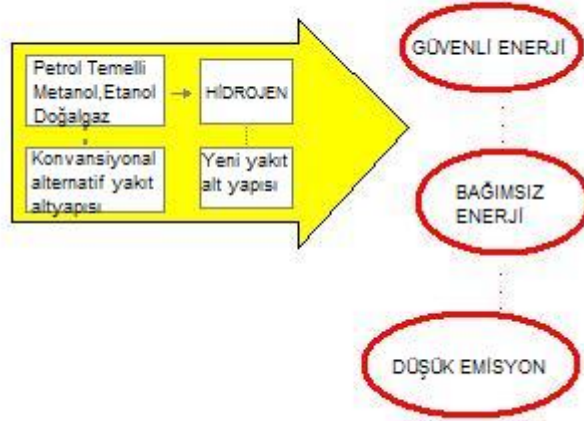 Petrol Temelli
Metanol,Etanol
Doğalgaz
HİDROJEN
Konvansiyonal
alternatif yakıt
altyapısı
Yeni yakıt
alt yapısı
GÜVENLİ ENERJİ
BAĞIMSIZ
ENERJİ
DÜŞÜK EMİSYON